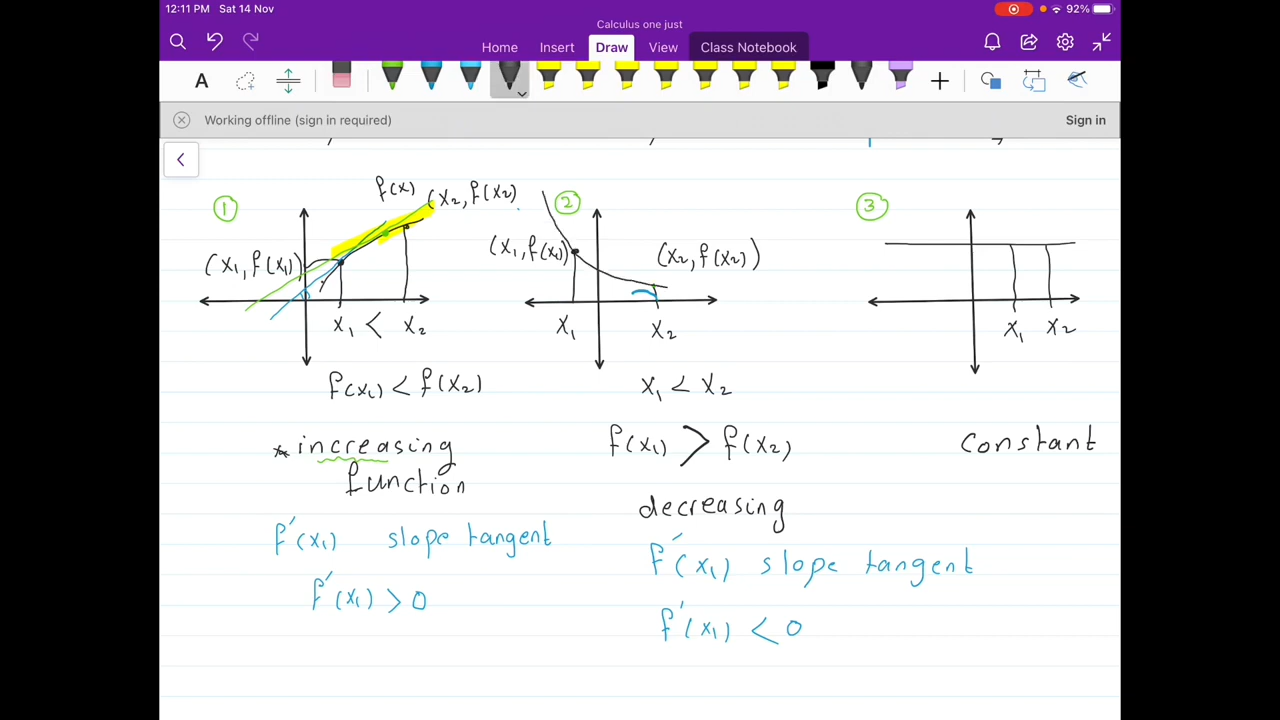 12:11 PM Sat 14 Nov
92%
Calculus one just
Home Insert Draw View Class Notebook
A
Working offline (sign in required) Sign in
①
f(x)
(x₂, f(x₂)
(x₁, f(x₁))
x₁ < x₂
f(x₁) < f(x₂)
* increasing
function
f′(x₁) slope tangent
f′(x₁) > 0
②
(x₁, f(x₁)
(x₂, f(x₂))
x₁ x₂
x₁ < x₂
f(x₁) > f(x₂)
decreasing
f′(x₁) slope tangent
f′(x₁) < 0
③
x₁ x₂
constant